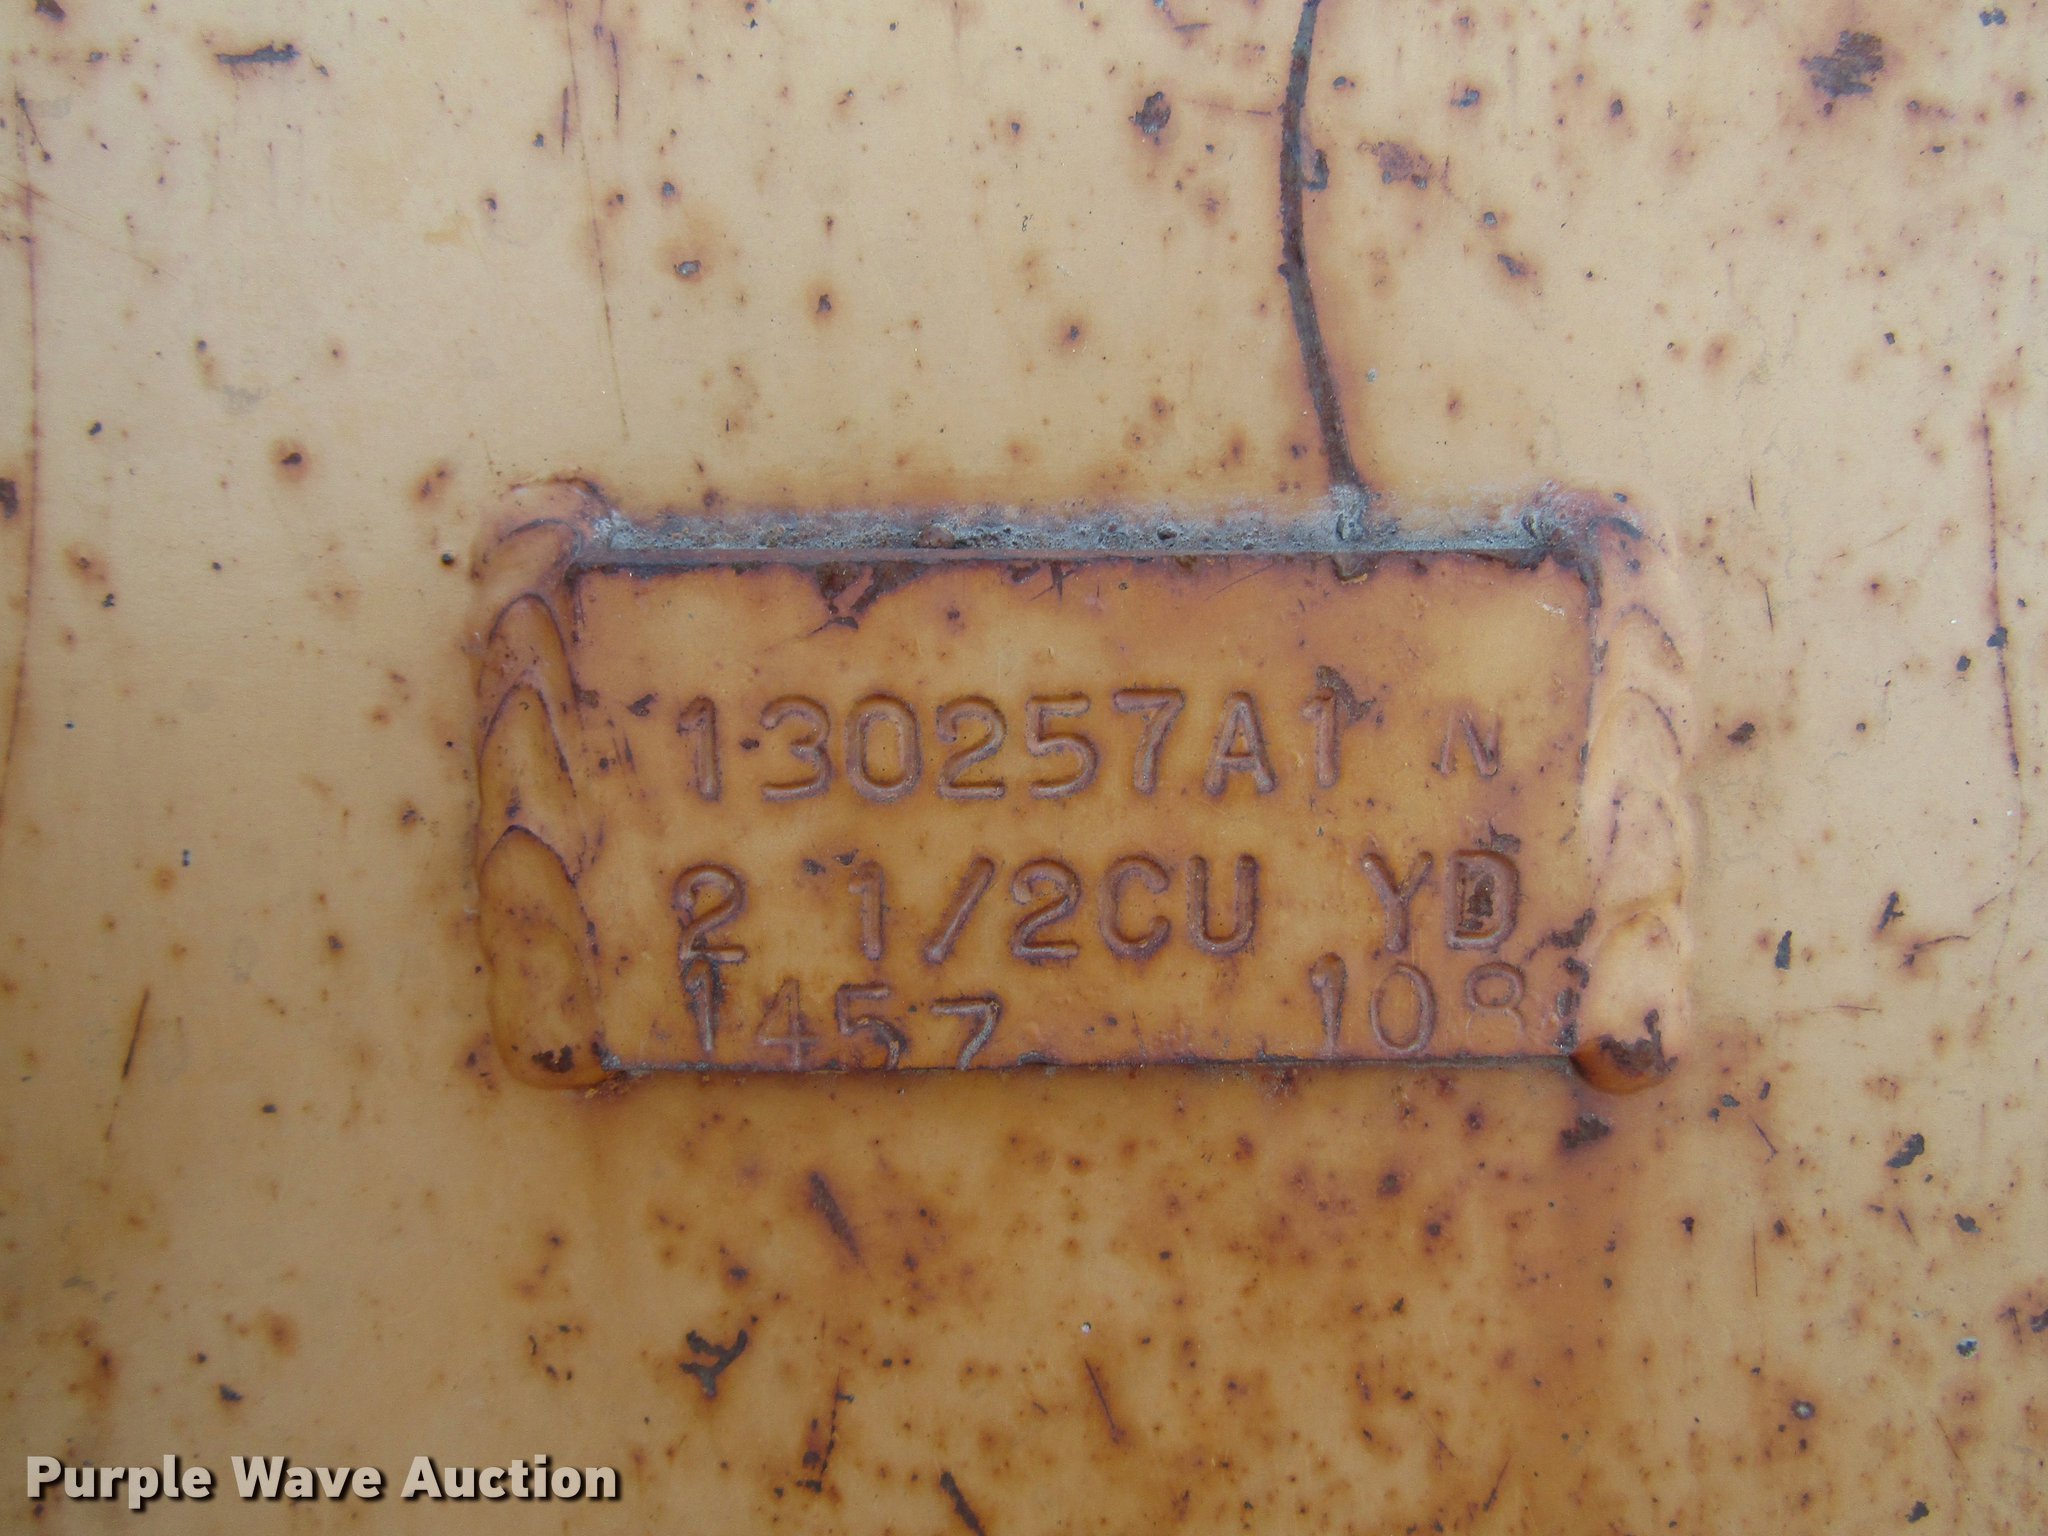 130257A1 N
2 1/2CU YD
1457 108
Purple Wave Auction